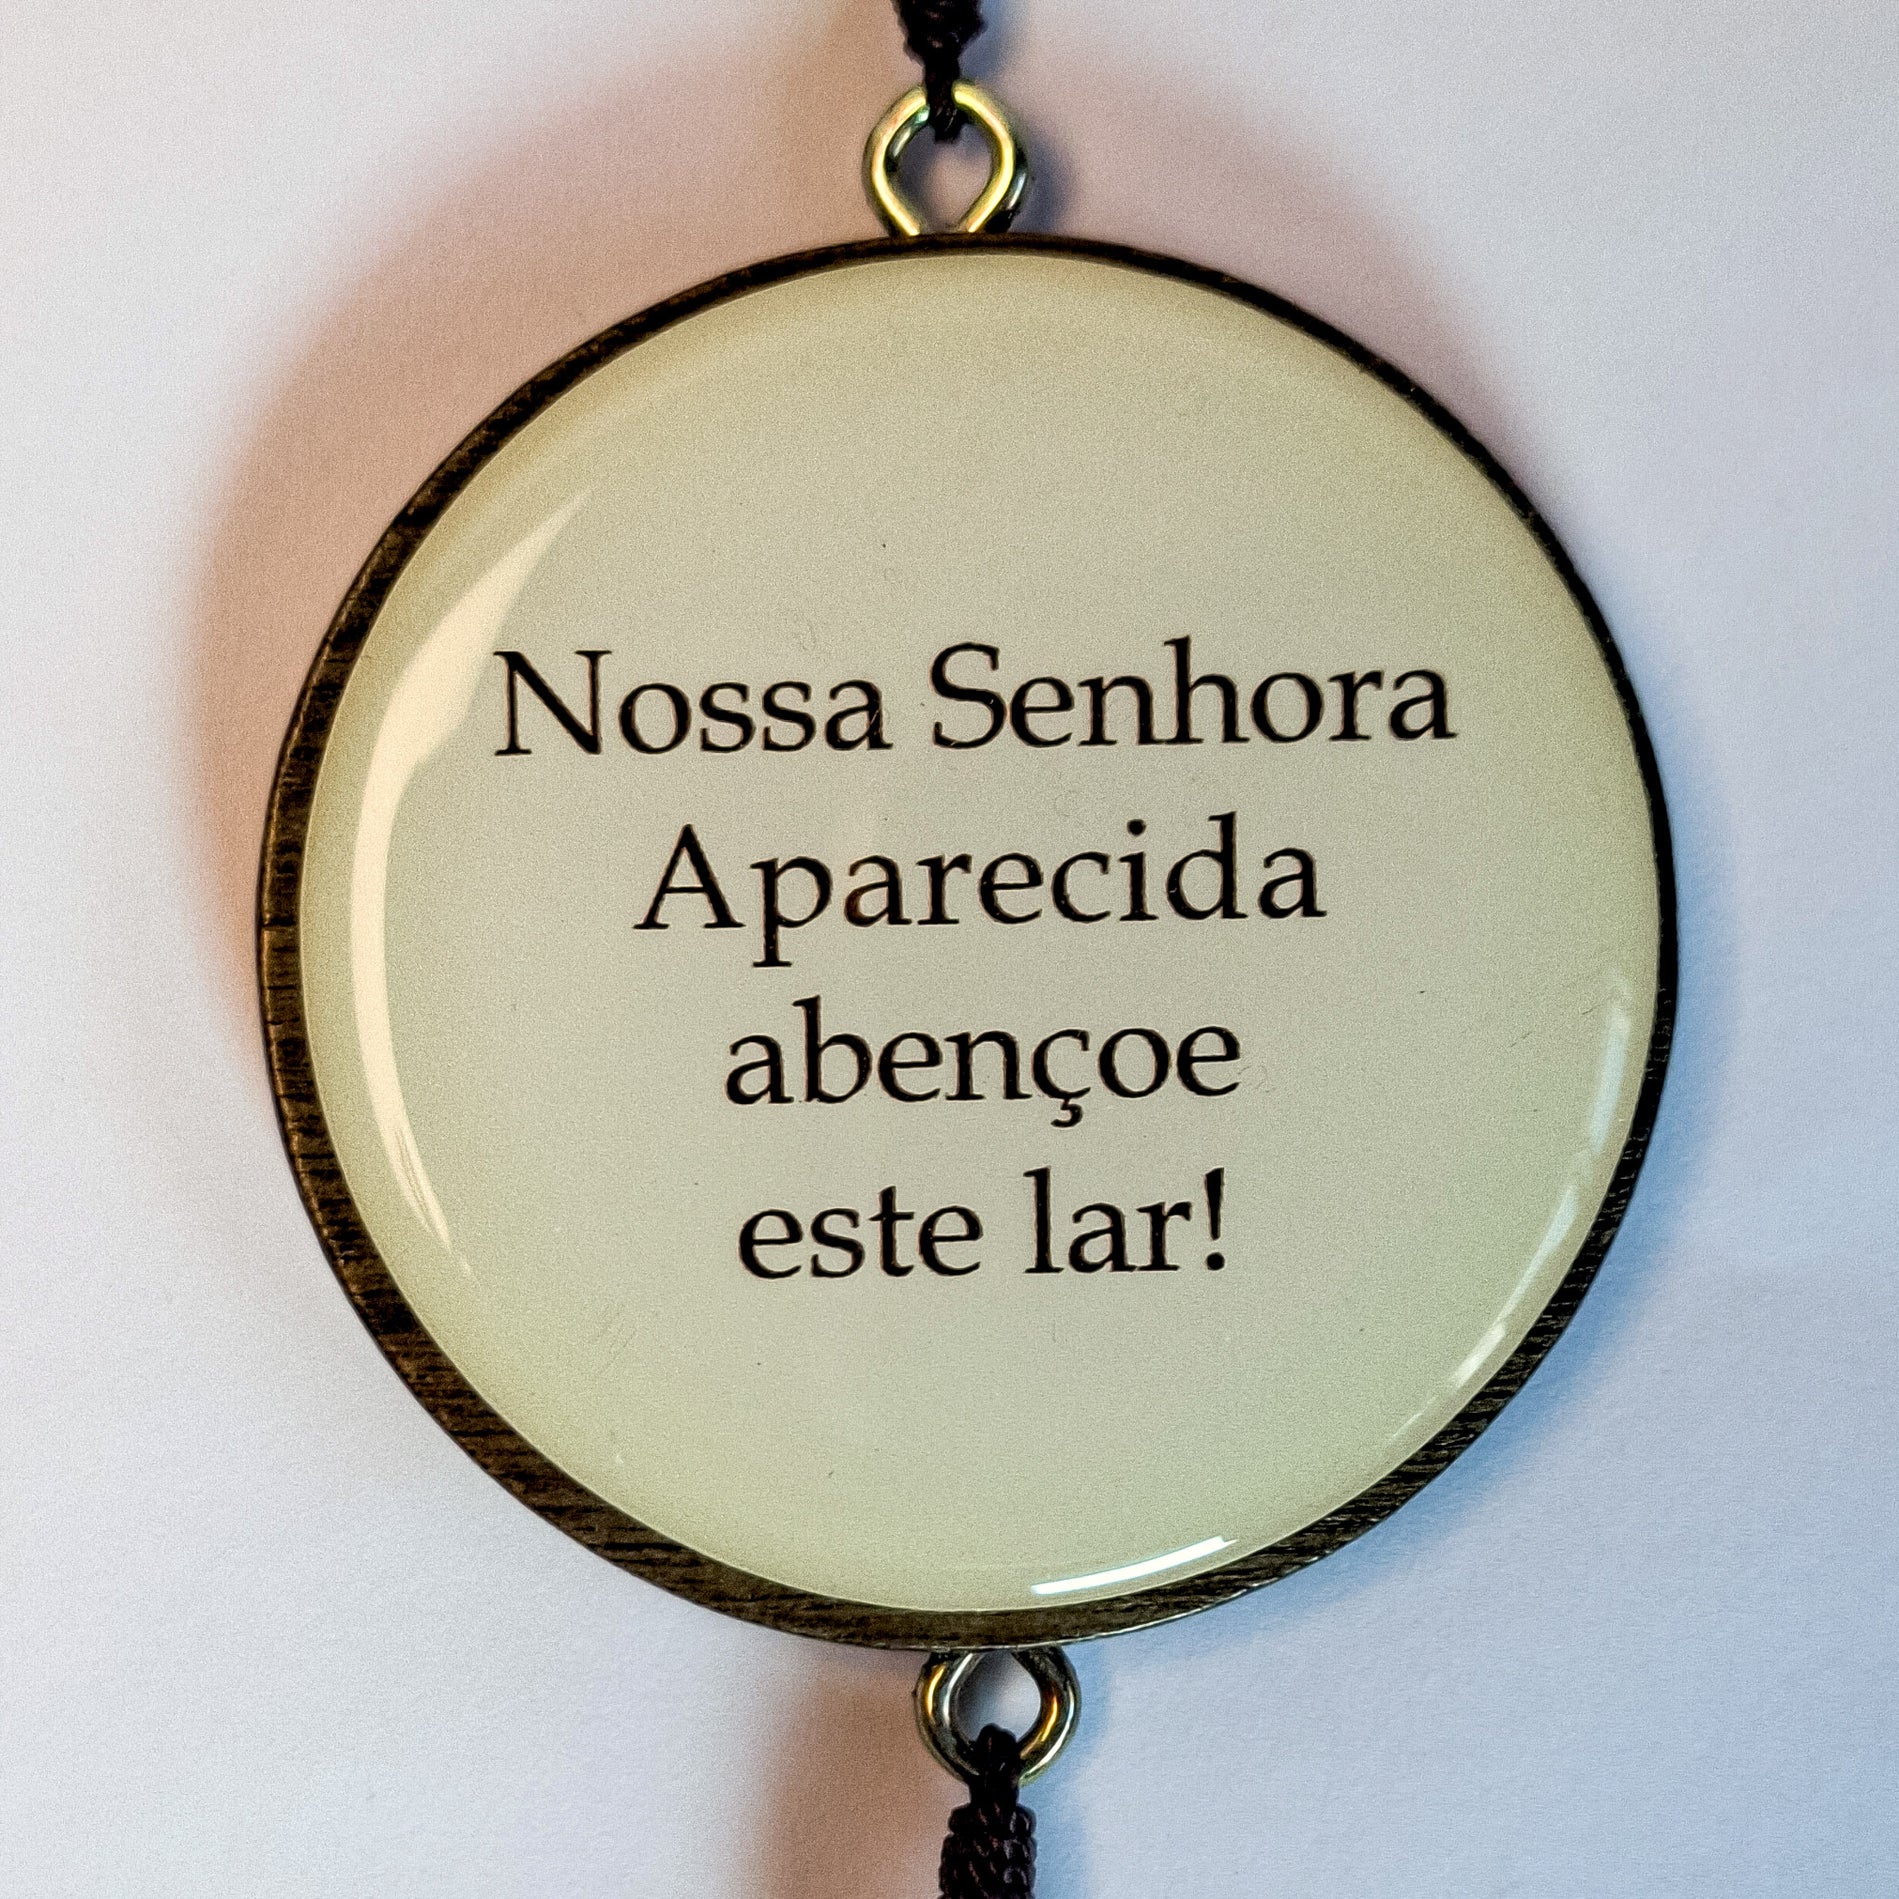 Nossa Senhora
Aparecida
abençoe
este lar!